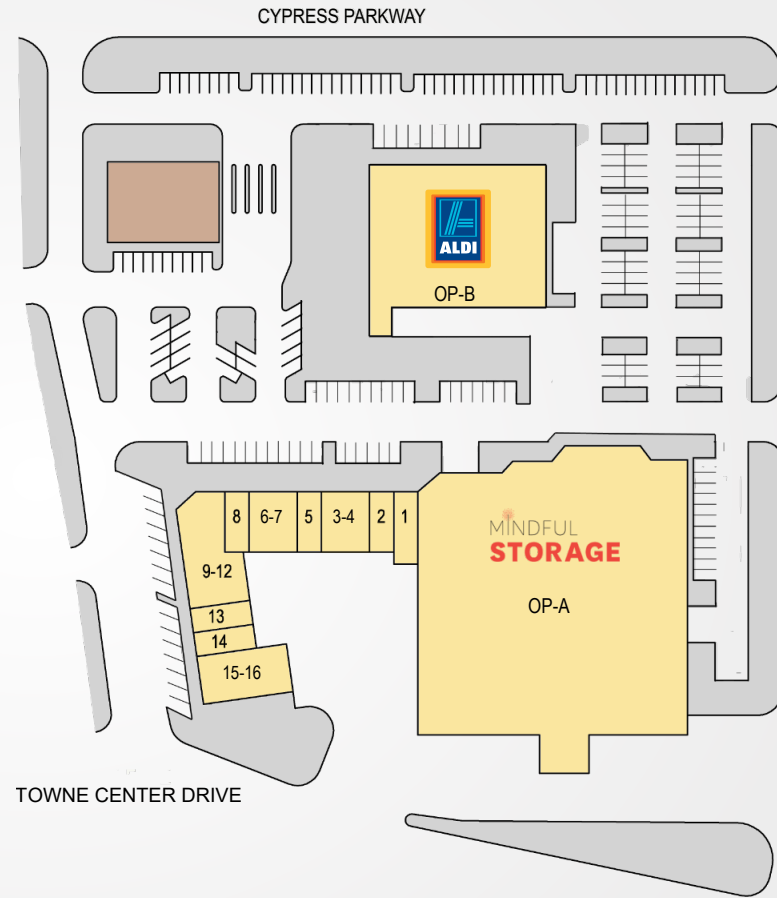 CYPRESS PARKWAY
ALDI
OP-B
8
6-7
5
3-4
2
1
MINDFUL
STORAGE
9-12
OP-A
13
14
15-16
TOWNE CENTER DRIVE